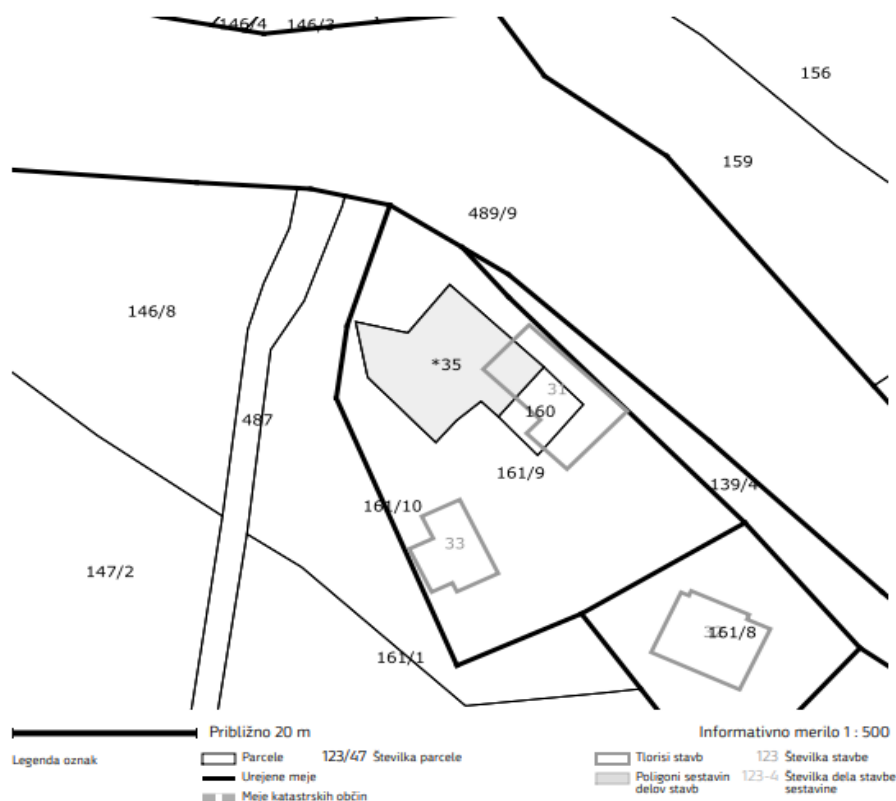 146/4 146/3
156
159
489/9
146/8
*35
31
160
487
161/9
139/4
161/10
33
147/2
161/8
161/1
Približno 20 m
Informativno merilo 1 : 500
Legenda oznak
Parcele
123/47 Številka parcele
Urejene meje
Meje katastrskih občin
Tlorisi stavb
123 Številka stavbe
Poligoni sestavin
delov stavb
123-4 Številka dela stavbe
sestavine